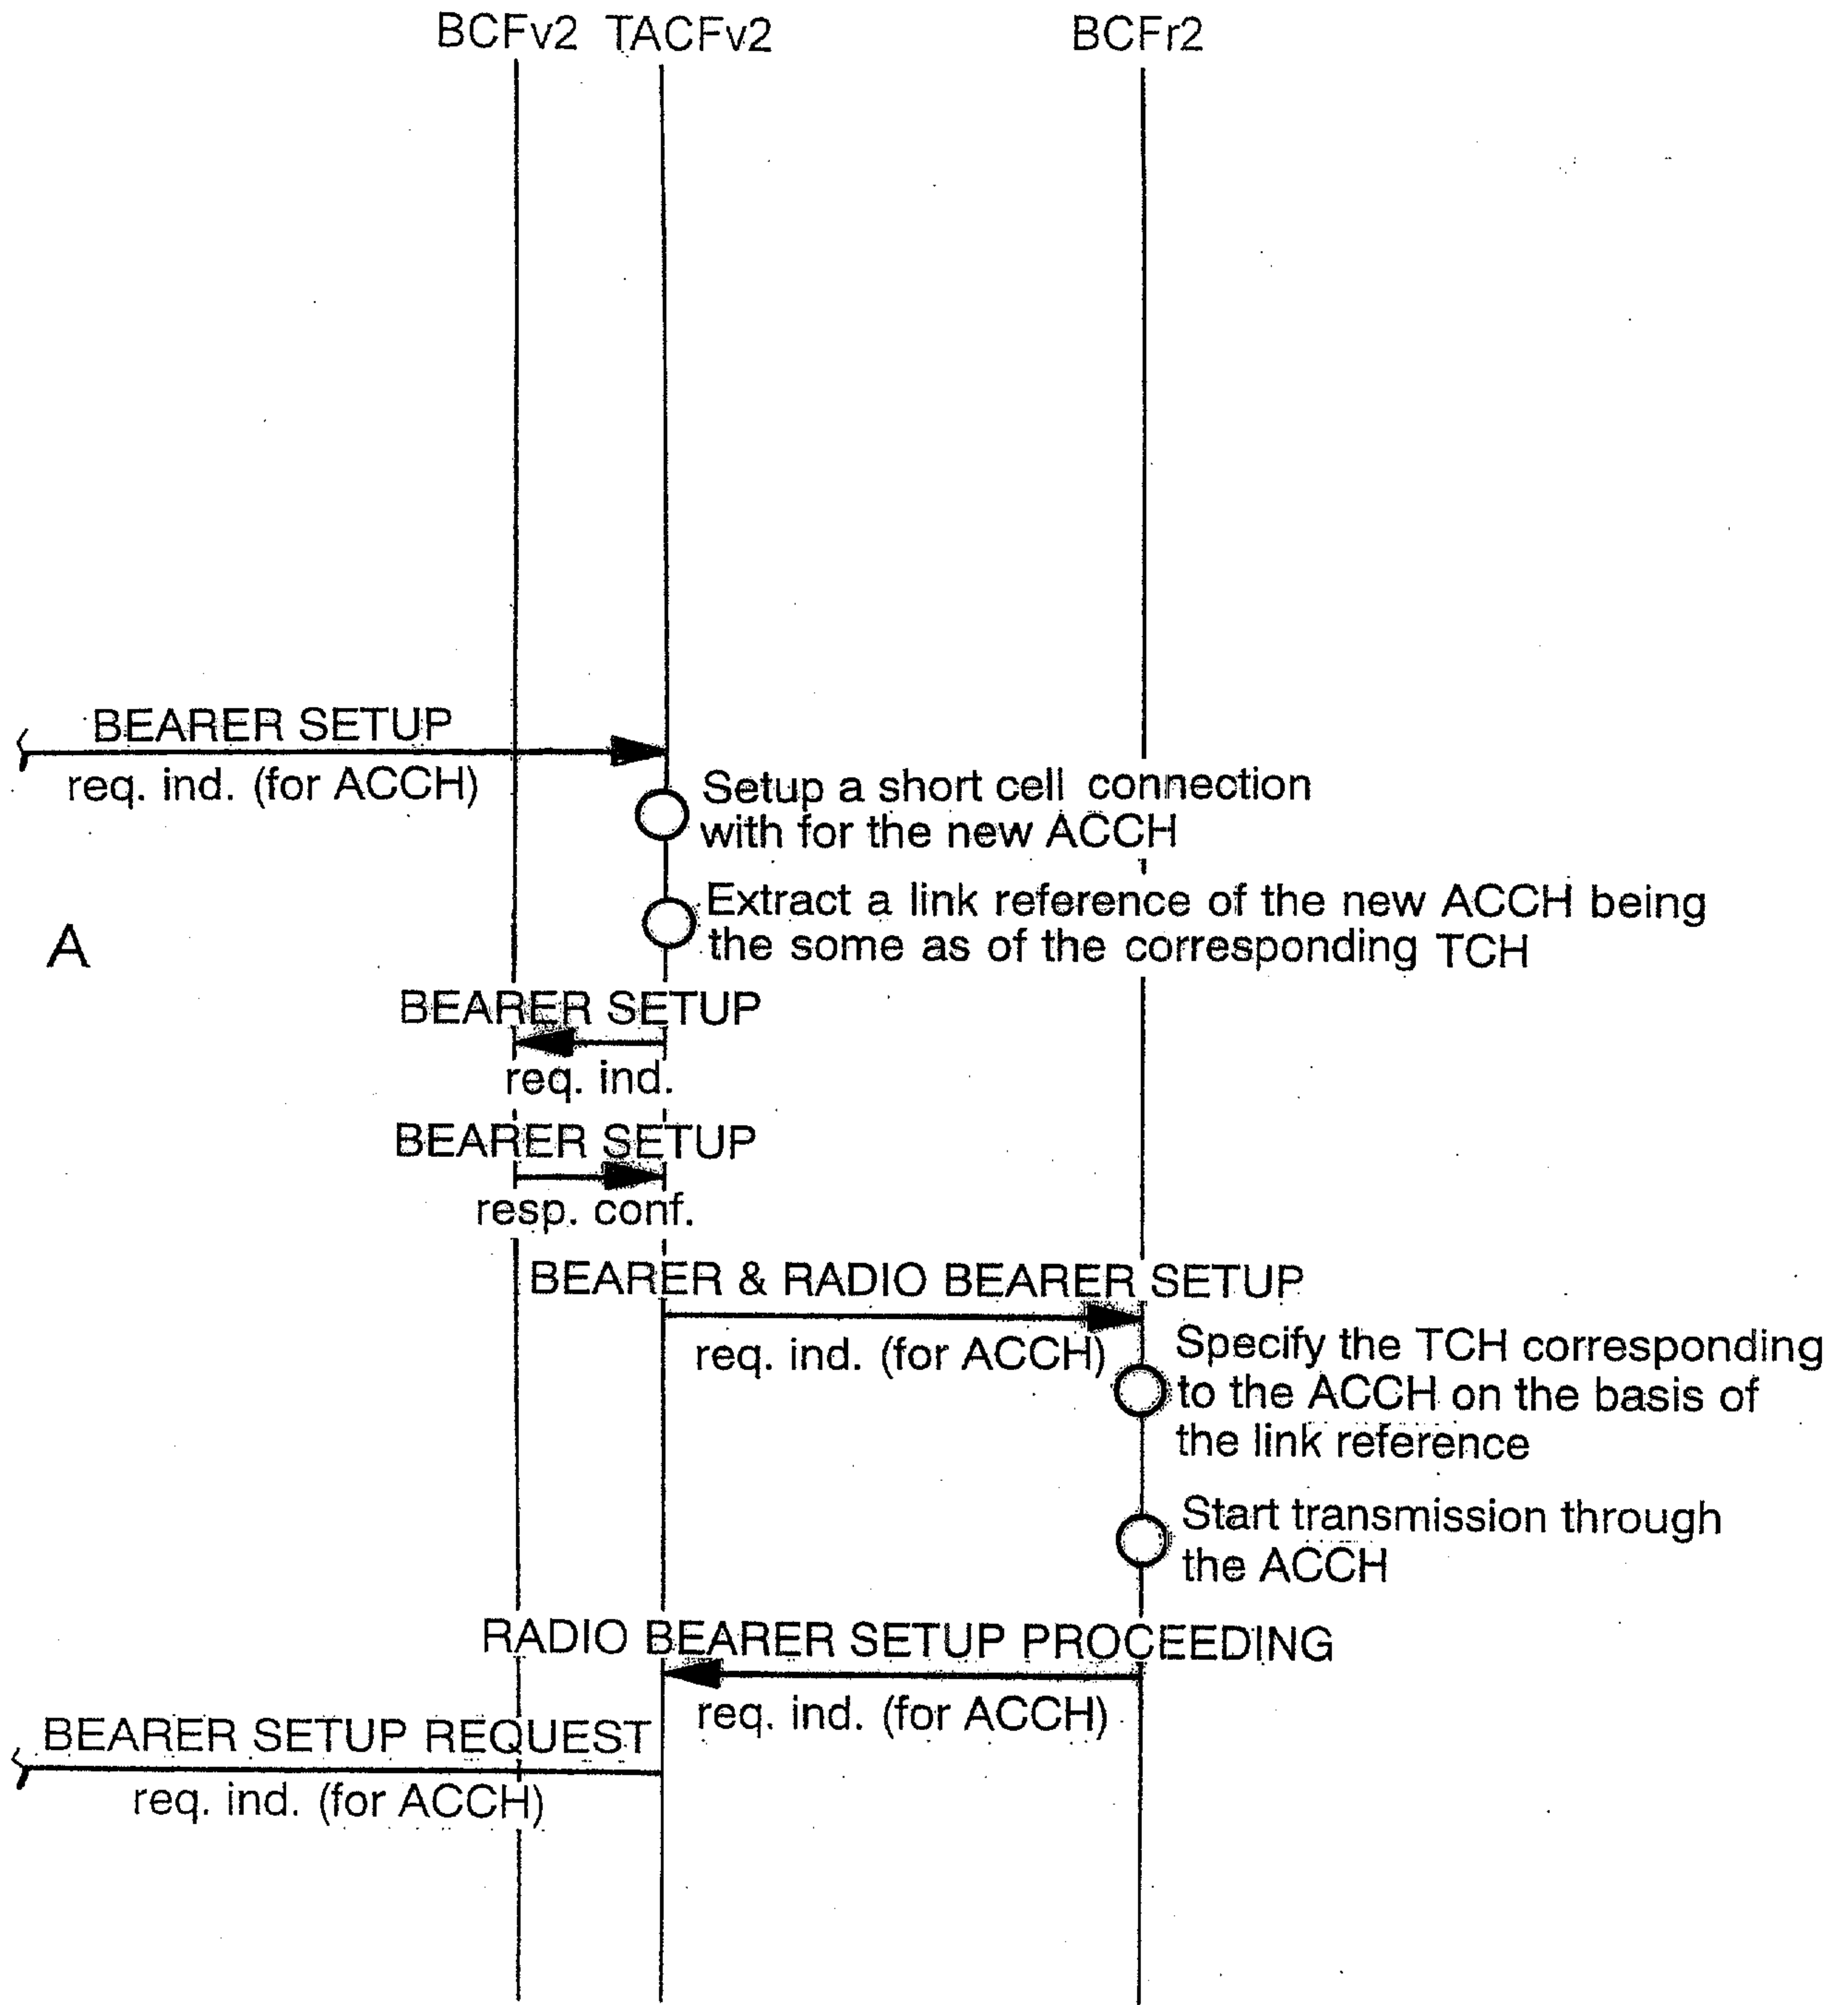 BCFv2 TACFv2 BCFr2
BEARER SETUP
req. ind. (for ACCH)
Setup a short cell connection
with for the new ACCH
Extract a link reference of the new ACCH being
the some as of the corresponding TCH
A
BEARER SETUP
req. ind.
BEARER SETUP
resp. conf.
BEARER & RADIO BEARER SETUP
req. ind. (for ACCH)
Specify the TCH corresponding
to the ACCH on the basis of
the link reference
Start transmission through
the ACCH
RADIO BEARER SETUP PROCEEDING
req. ind. (for ACCH)
BEARER SETUP REQUEST
req. ind. (for ACCH)